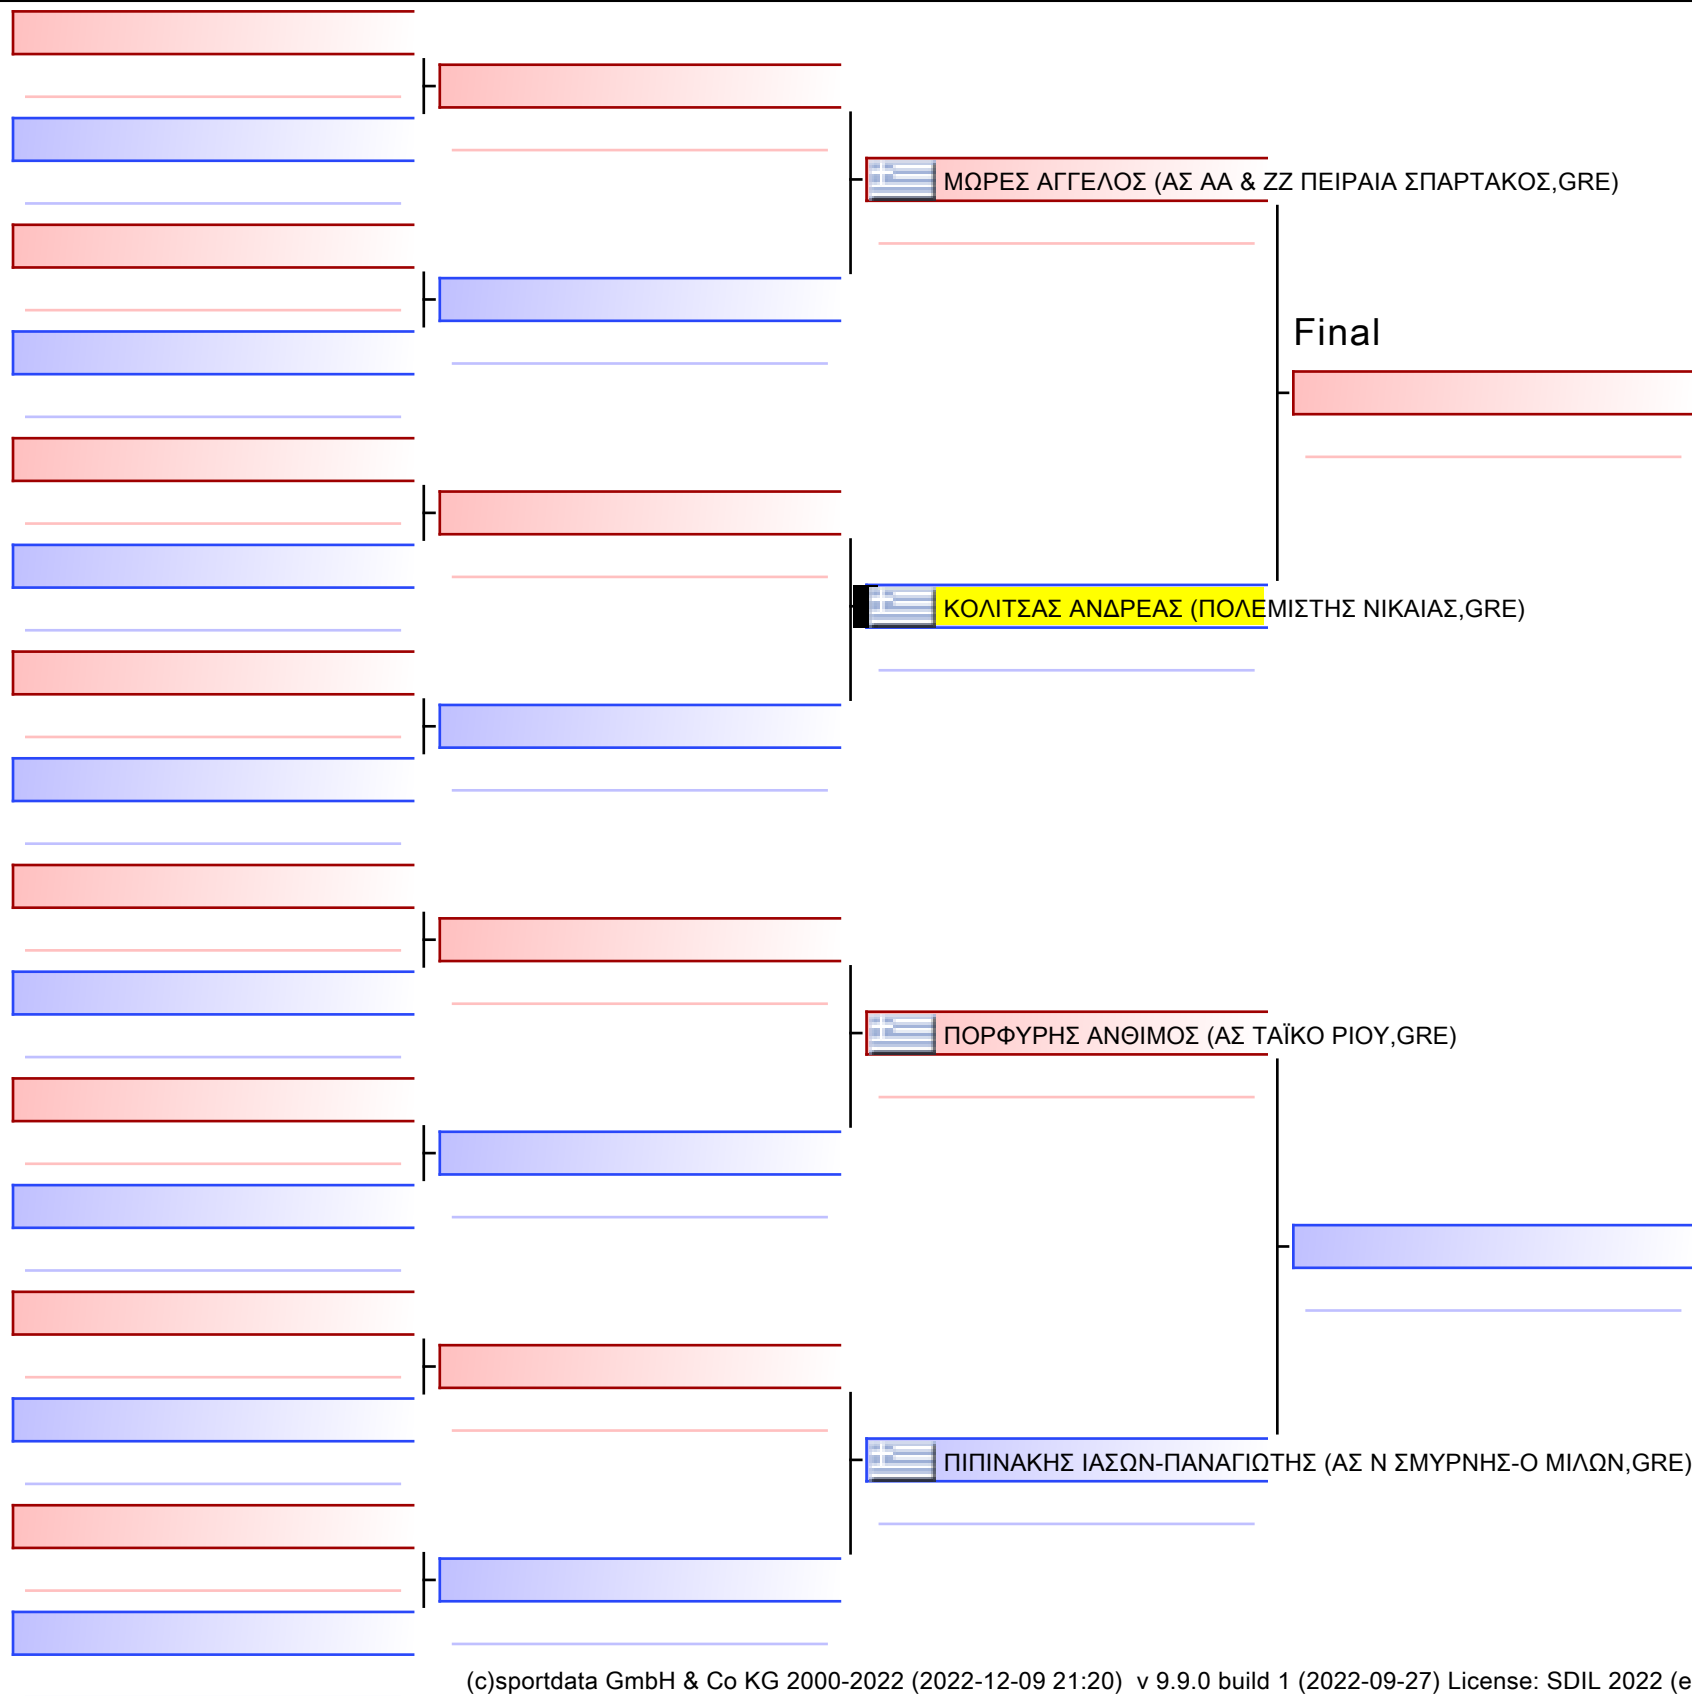 ΜΩΡΕΣ ΑΓΓΕΛΟΣ (ΑΣ ΑΑ & ΖΖ ΠΕΙΡΑΙΑ ΣΠΑΡΤΑΚΟΣ,GRE)
Final
ΚΟΛΙΤΣΑΣ ΑΝΔΡΕΑΣ (ΠΟΛΕΜΙΣΤΗΣ ΝΙΚΑΙΑΣ,GRE)
ΠΟΡΦΥΡΗΣ ΑΝΘΙΜΟΣ (ΑΣ ΤΑΪΚΟ ΡΙΟΥ,GRE)
ΠΙΠΙΝΑΚΗΣ ΙΑΣΩΝ-ΠΑΝΑΓΙΩΤΗΣ (ΑΣ Ν ΣΜΥΡΝΗΣ-Ο ΜΙΛΩΝ,GRE)
(c)sportdata GmbH & Co KG 2000-2022 (2022-12-09 21:20) v 9.9.0 build 1 (2022-09-27) License: SDIL 2022 (e